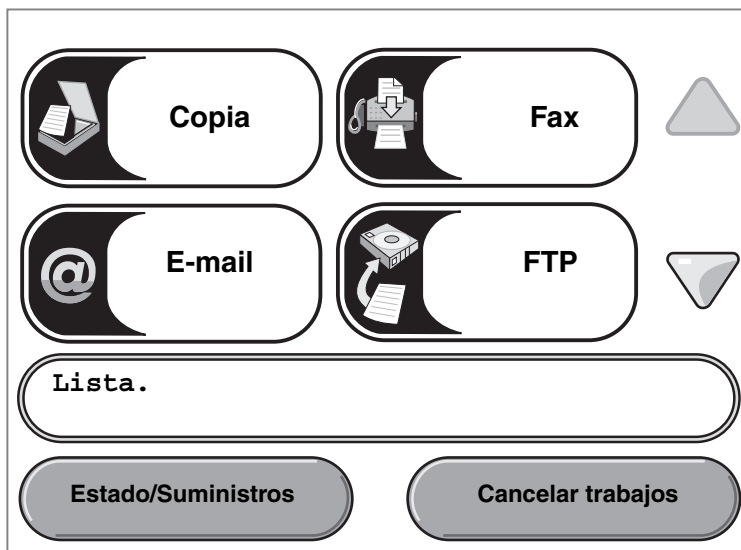 Copia
Fax
E-mail
FTP
Lista.
Estado/Suministros
Cancelar trabajos